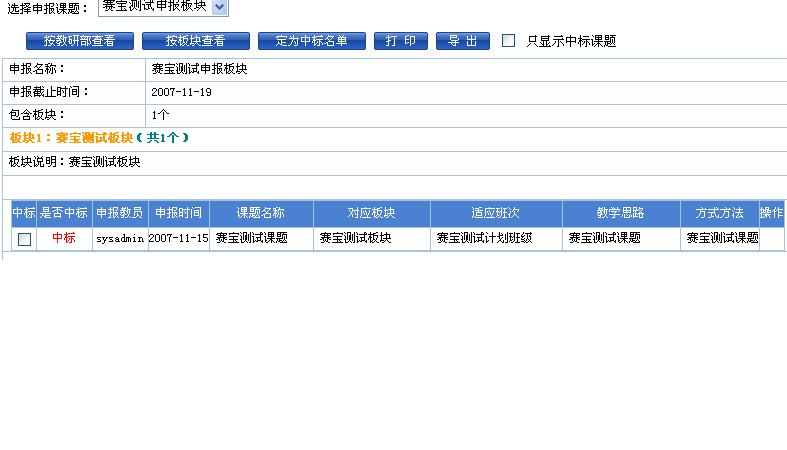 选择申报课题： 赛宝测试申报板块
按教研部查看 按板块查看 定为中标名单 打 印 导 出 只显示中标课题
申报名称： 赛宝测试申报板块
申报截止时间： 2007-11-19
包含板块： 1个
板块1：赛宝测试板块（共1个）
板块说明：赛宝测试板块
中标 是否中标 申报教员 申报时间 课题名称 对应板块 适应班次 教学思路 方式方法 操作
中标 sysadmin 2007-11-15 赛宝测试课题 赛宝测试板块 赛宝测试计划班级 赛宝测试课题 赛宝测试课题